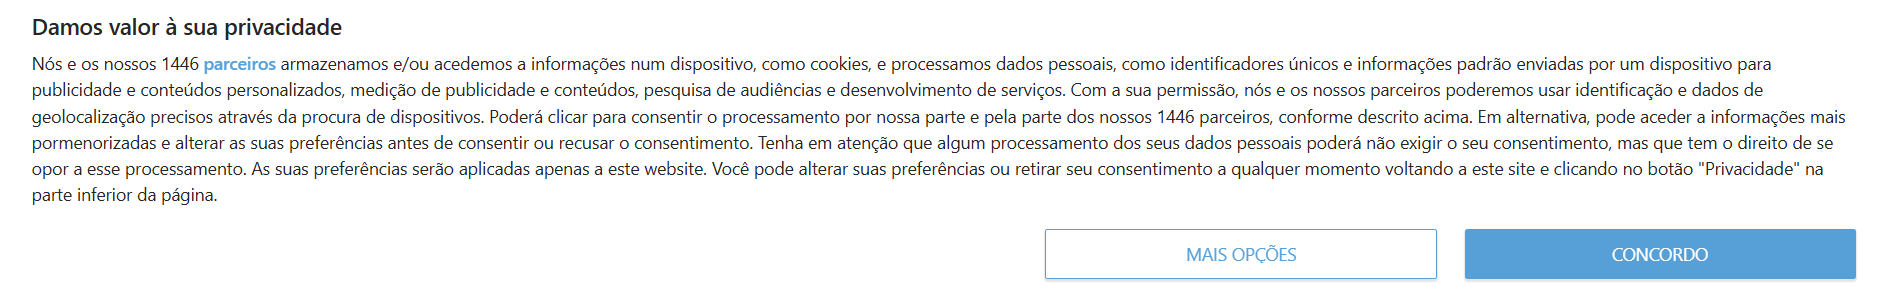 Damos valor à sua privacidade
Nós e os nossos 1446 parceiros armazenamos e/ou acedemos a informações num dispositivo, como cookies, e processamos dados pessoais, como identificadores únicos e informações padrão enviadas por um dispositivo para
publicidade e conteúdos personalizados, medição de publicidade e conteúdos, pesquisa de audiências e desenvolvimento de serviços. Com a sua permissão, nós e os nossos parceiros poderemos usar identificação e dados de
geolocalização precisos através da procura de dispositivos. Poderá clicar para consentir o processamento por nossa parte e pela parte dos nossos 1446 parceiros, conforme descrito acima. Em alternativa, pode aceder a informações mais
pormenorizadas e alterar as suas preferências antes de consentir ou recusar o consentimento. Tenha em atenção que algum processamento dos seus dados pessoais poderá não exigir o seu consentimento, mas que tem o direito de se
opor a esse processamento. As suas preferências serão aplicadas apenas a este website. Você pode alterar suas preferências ou retirar seu consentimento a qualquer momento voltando a este site e clicando no botão "Privacidade" na
parte inferior da página.
MAIS OPÇÕES
CONCORDO